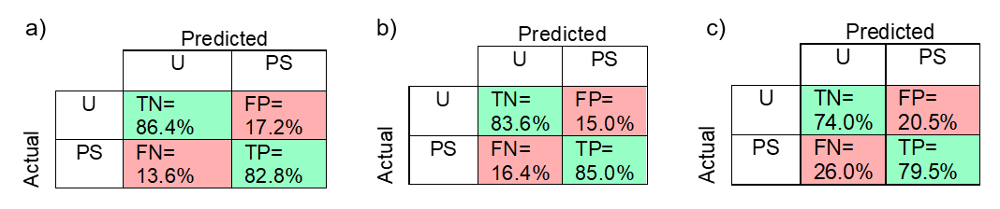 a)
Predicted
U PS
Actual
U TN= FP=
86.4% 17.2%
PS FN= TP=
13.6% 82.8%
b)
Predicted
U PS
Actual
U TN= FP=
83.6% 15.0%
PS FN= TP=
16.4% 85.0%
c)
Predicted
U PS
Actual
U TN= FP=
74.0% 20.5%
PS FN= TP=
26.0% 79.5%